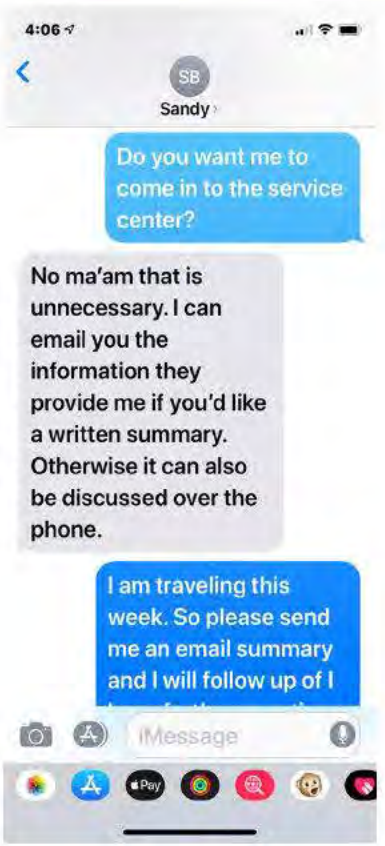 4:06
SB
Sandy
Do you want me to
come in to the service
center?
No ma'am that is
unnecessary. I can
email you the
information they
provide me if you'd like
a written summary.
Otherwise it can also
be discussed over the
phone.
I am traveling this
week. So please send
me an email summary
and I will follow up of I
iMessage
Pay